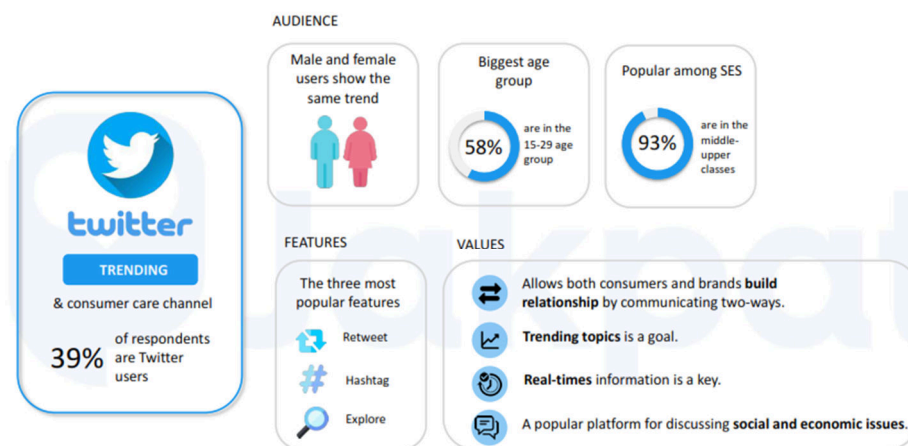 AUDIENCE
Male and female
users show the
same trend
Biggest age
group
58%
are in the
15-29 age
group
Popular among SES
93%
are in the
middle-
upper
classes
twitter
TRENDING
& consumer care channel
39%
of respondents
are Twitter
users
FEATURES
The three most
popular features
Retweet
Hashtag
Explore
VALUES
Allows both consumers and brands build
relationship by communicating two-ways.
Trending topics is a goal.
Real-times information is a key.
A popular platform for discussing social and economic issues.
Jakpat